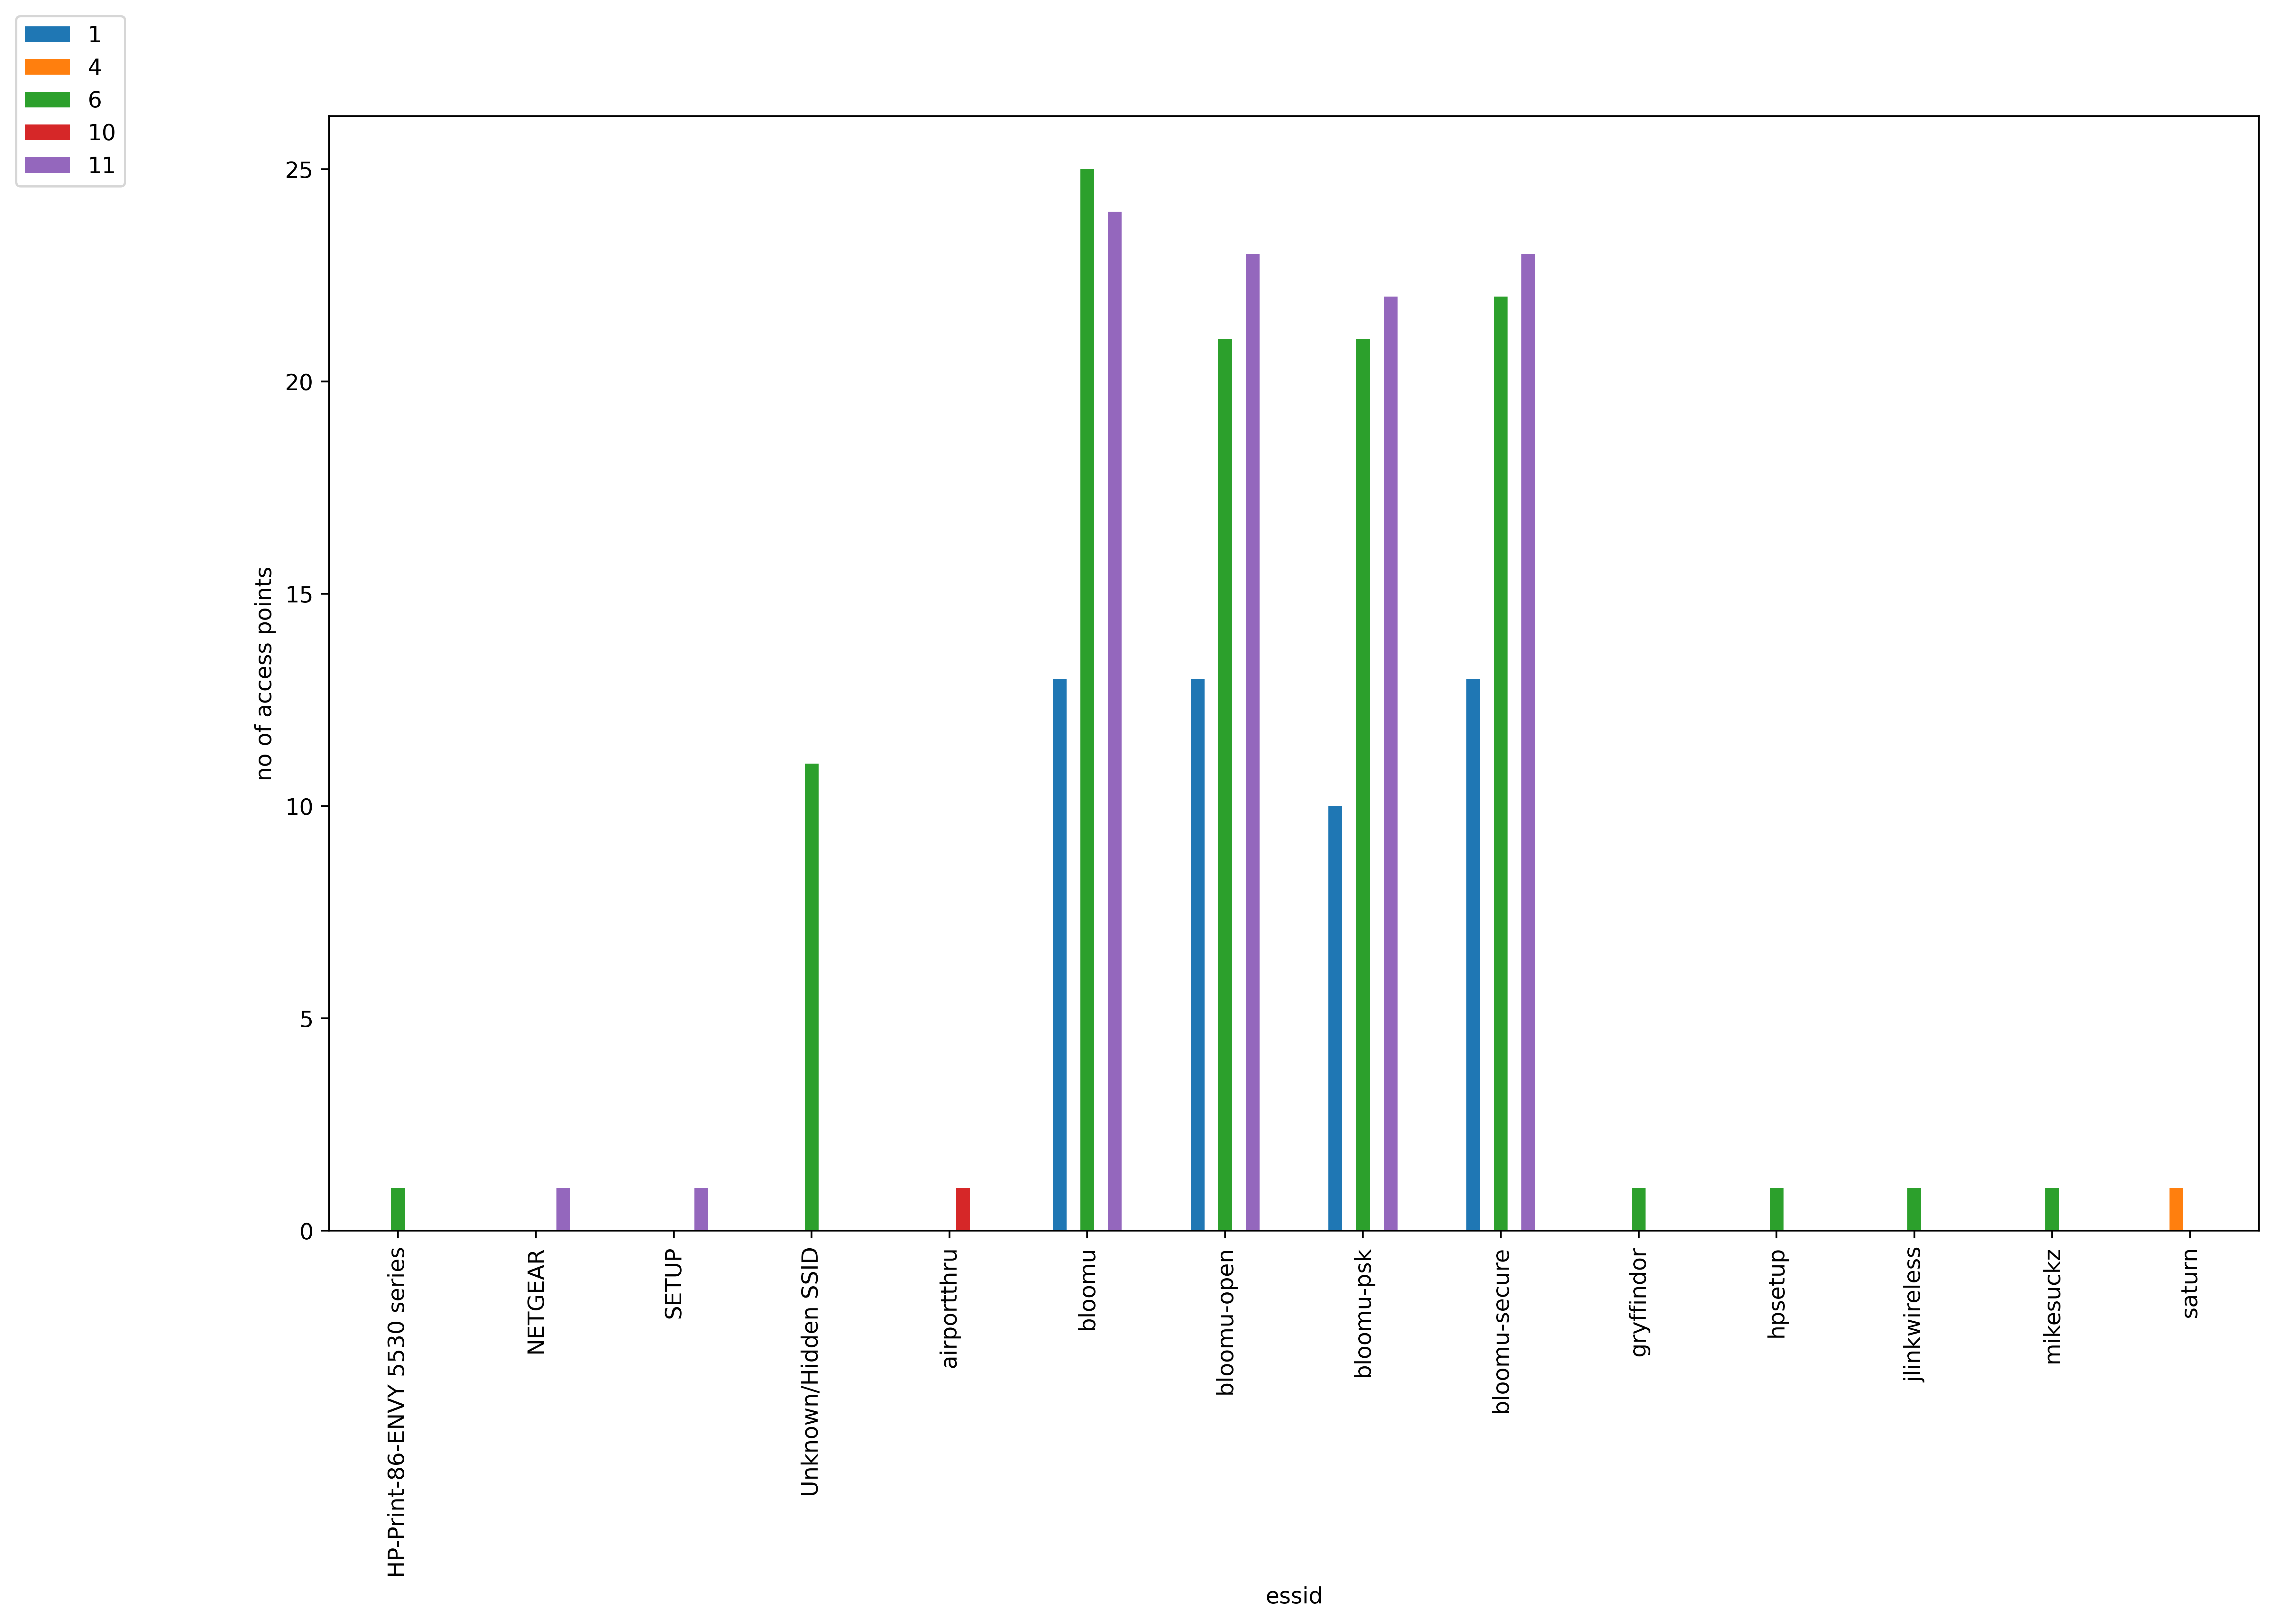 1
4
6
10
11
25
20
15
10
5
0
no of access points
HP-Print-86-ENVY 5530 series
NETGEAR
SETUP
Unknown/Hidden SSID
airportthru
bloomu
bloomu-open
bloomu-psk
bloomu-secure
gryffindor
hpsetup
jlinkwireless
mikesuckz
saturn
essid